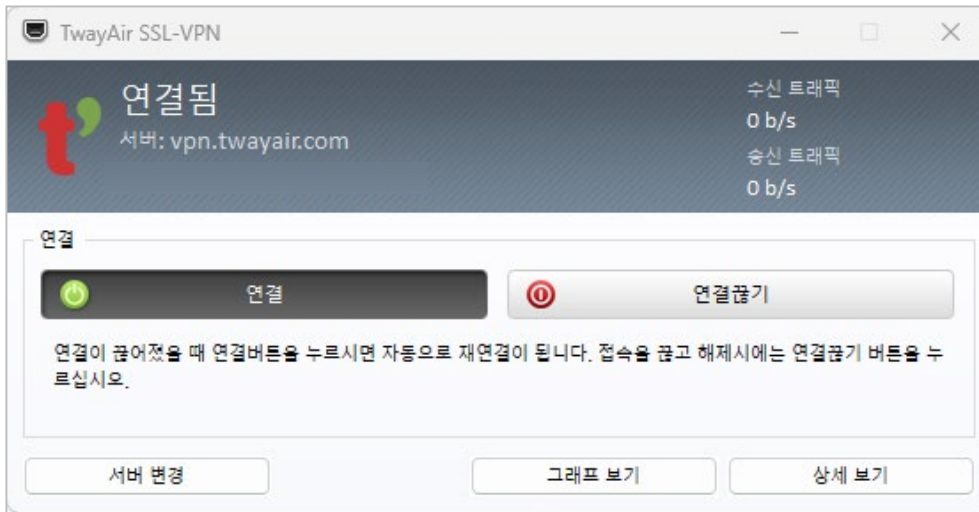 TwayAir SSL-VPN
t'
연결됨
서버: vpn.twayair.com
수신 트래픽
0 b/s
송신 트래픽
0 b/s
연결
연결
연결끊기
연결이 끊어졌을 때 연결버튼을 누르시면 자동으로 재연결이 됩니다. 접속을 끊고 해제시에는 연결끊기 버튼을 누
르십시오.
서버 변경
그래프 보기
상세 보기